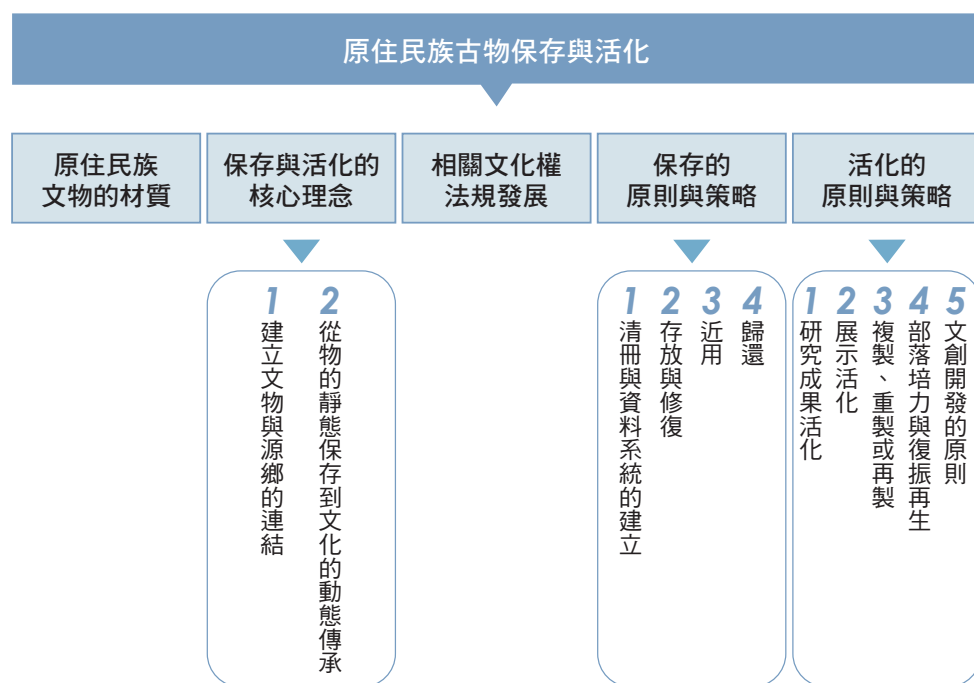 原住民族古物保存與活化
原住民族
文物的材質
保存與活化的
核心理念
相關文化權
法規發展
保存的
原則與策略
活化的
原則與策略
1
建立文物與源鄉的連結
2
從物的靜態保存到文化的動態傳承
1
清冊與資料系統的建立
2
存放與修復
3
近用
4
歸還
1
研究成果活化
2
展示活化
3
複製、重製或再製
4
部落培力與復振再生
5
文創開發的原則